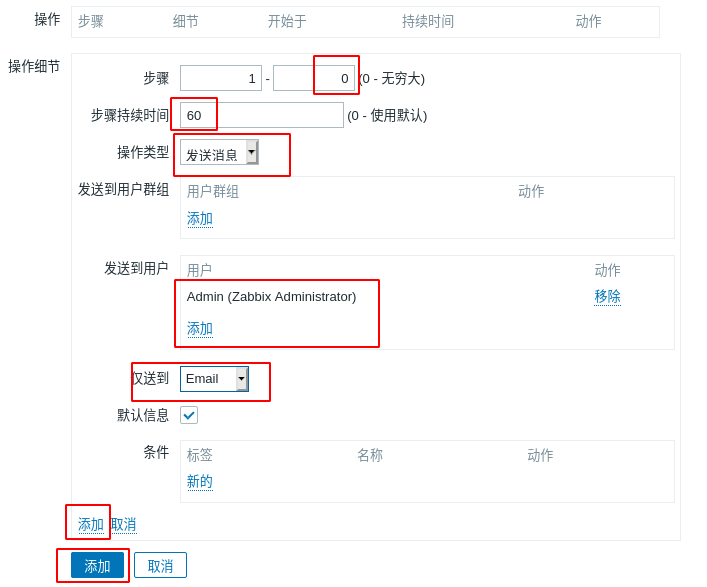 操作 步骤 细节 开始于 持续时间 动作
操作细节
步骤 1 - 0 (0 - 无穷大)
步骤持续时间 60 (0 - 使用默认)
操作类型 发送消息
发送到用户群组 用户群组 动作
添加
发送到用户 用户 动作
Admin (Zabbix Administrator) 移除
添加
仅送到 Email
默认信息
条件 标签 名称 动作
新的
添加 取消
添加 取消